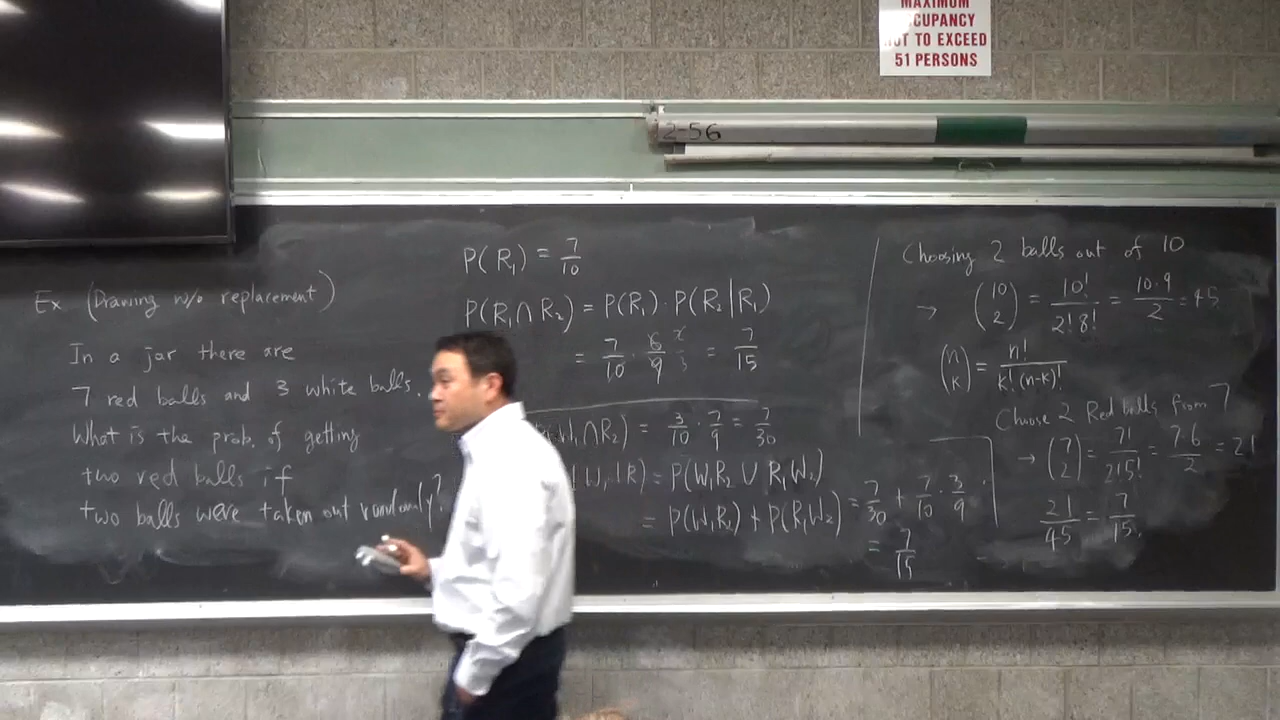 MAXIMUM
OCCUPANCY
NOT TO EXCEED
51 PERSONS
2-56
Ex (Drawing w/o replacement)
In a jar there are
7 red balls and 3 white balls.
What is the prob. of getting
two red balls if
two balls were taken out randomly?
P(R₁) = 7/10
P(R₁∩R₂) = P(R₁)·P(R₂|R₁)
= 7/10 · 6/9 = 7/15
∩R₂) = 3/10 · 7/9 = 7/30
= P(W₁R₂ ∪ R₁W₂)
= P(W₁R₂) + P(R₁W₂) = 7/30 + 7/10 · 3/9
= 7/15
Choosing 2 balls out of 10
→ (10 2) = 10!/2!8! = 10·9/2 = 45
(n k) = n!/k!(n-k)!
Choose 2 Red balls from 7
→ (7 2) = 7!/2!5! = 7·6/2 = 21
21/45 = 7/15.